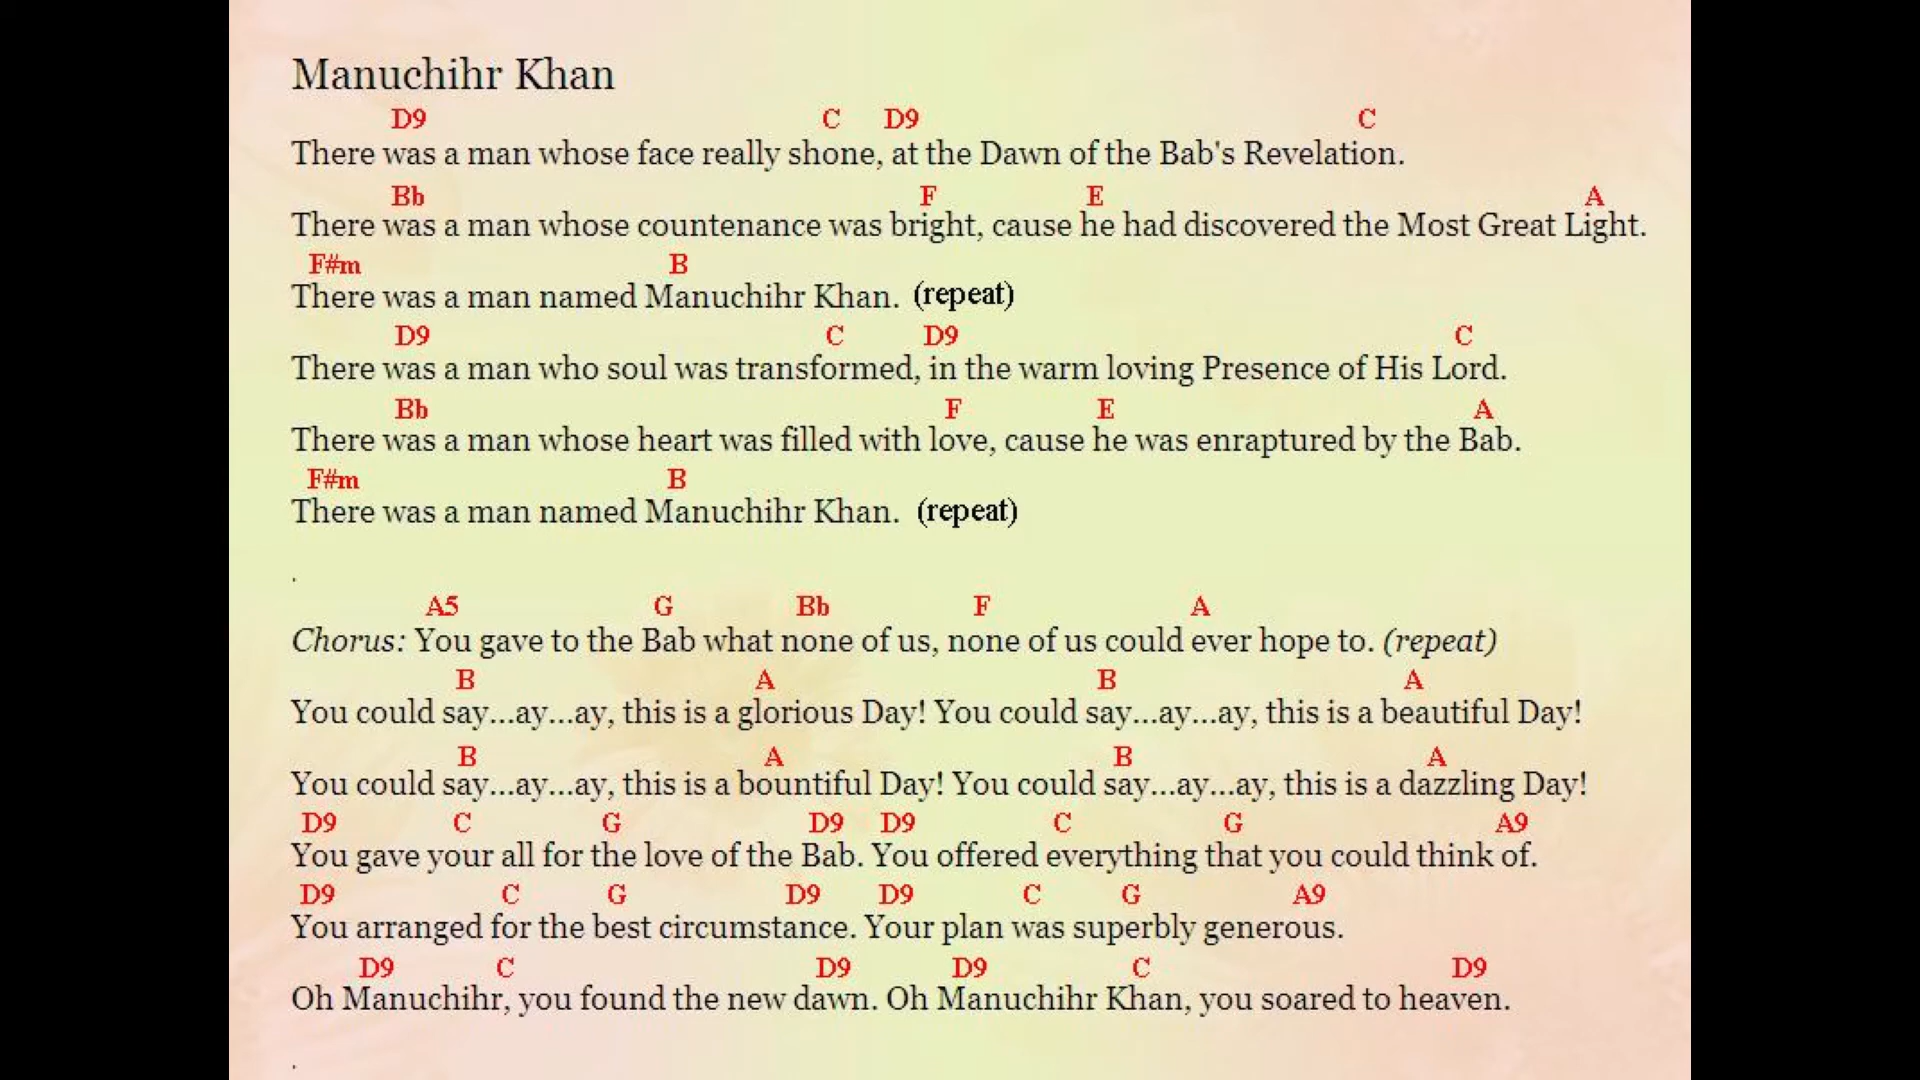 Manuchihr Khan
D9 C D9 C
There was a man whose face really shone, at the Dawn of the Bab's Revelation.
Bb F E A
There was a man whose countenance was bright, cause he had discovered the Most Great Light.
F#m B
There was a man named Manuchihr Khan. (repeat)
D9 C D9 C
There was a man who soul was transformed, in the warm loving Presence of His Lord.
Bb F E A
There was a man whose heart was filled with love, cause he was enraptured by the Bab.
F#m B
There was a man named Manuchihr Khan. (repeat)
.
A5 G Bb F A
Chorus: You gave to the Bab what none of us, none of us could ever hope to. (repeat)
B A B A
You could say...ay...ay, this is a glorious Day! You could say...ay...ay, this is a beautiful Day!
B A B A
You could say...ay...ay, this is a bountiful Day! You could say...ay...ay, this is a dazzling Day!
D9 C G D9 D9 C G A9
You gave your all for the love of the Bab. You offered everything that you could think of.
D9 C G D9 D9 C G A9
You arranged for the best circumstance. Your plan was superbly generous.
D9 C D9 D9 C D9
Oh Manuchihr, you found the new dawn. Oh Manuchihr Khan, you soared to heaven.
.